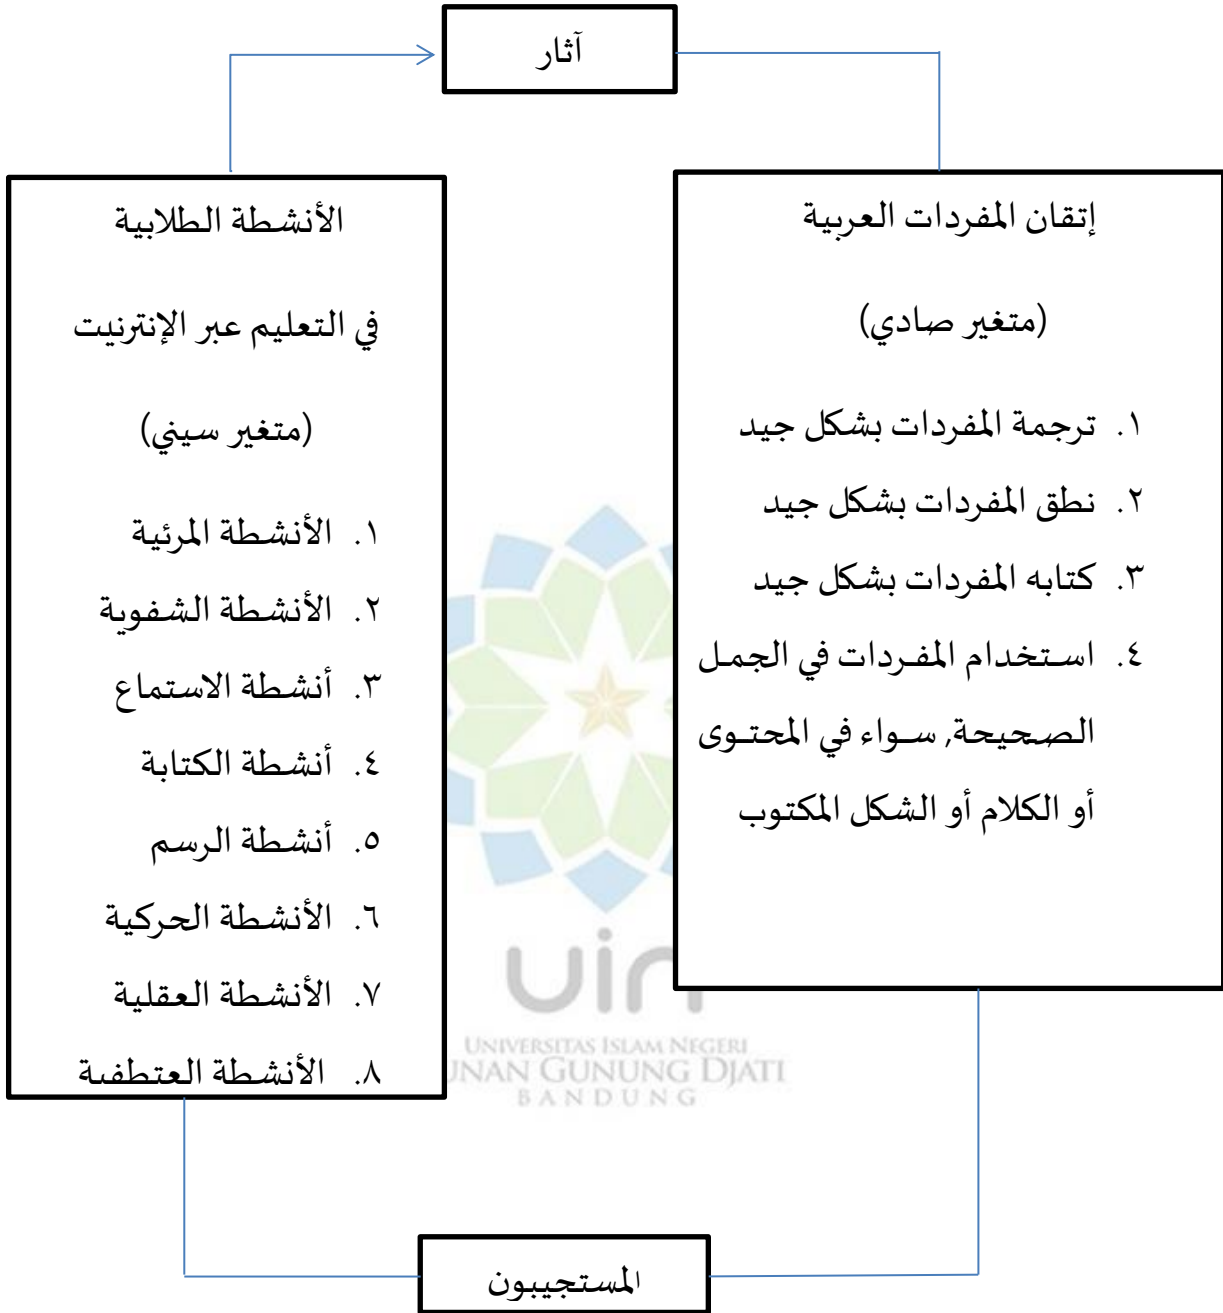 آثار
إتقان المفردات العربية
(متغير صادي)
١. ترجمة المفردات بشكل جيد
٢. نطق المفردات بشكل جيد
٣. كتابه المفردات بشكل جيد
٤. استخدام المفردات في الجمل
الصحيحة, سواء في المحتوى
أو الكلام أو الشكل المكتوب
الأنشطة الطلابية
في التعليم عبر الإنترنيت
(متغير سيني)
١. الأنشطة المرئية
٢. الأنشطة الشفوية
٣. أنشطة الاستماع
٤. أنشطة الكتابة
٥. أنشطة الرسم
٦. الأنشطة الحركية
٧. الأنشطة العقلية
٨. الأنشطة العتطفية
uin
UNIVERSITAS ISLAM NEGERI
UNAN GUNUNG DJATI
BANDUNG
المستجيبون